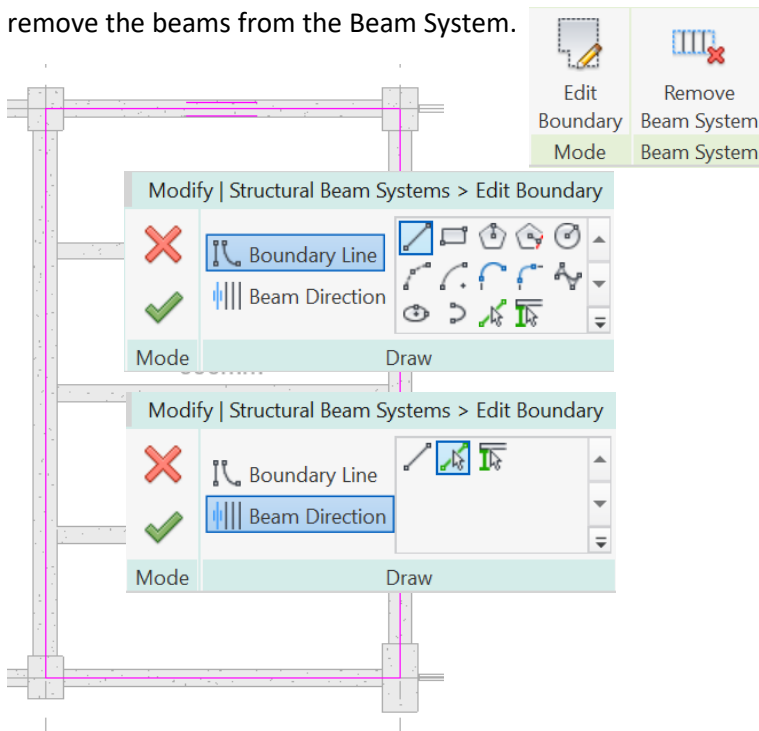 remove the beams from the Beam System.
Edit
Boundary
Mode
Remove
Beam System
Beam System
Modify | Structural Beam Systems > Edit Boundary
Boundary Line
Beam Direction
Mode
Draw
Modify | Structural Beam Systems > Edit Boundary
Boundary Line
Beam Direction
Mode
Draw